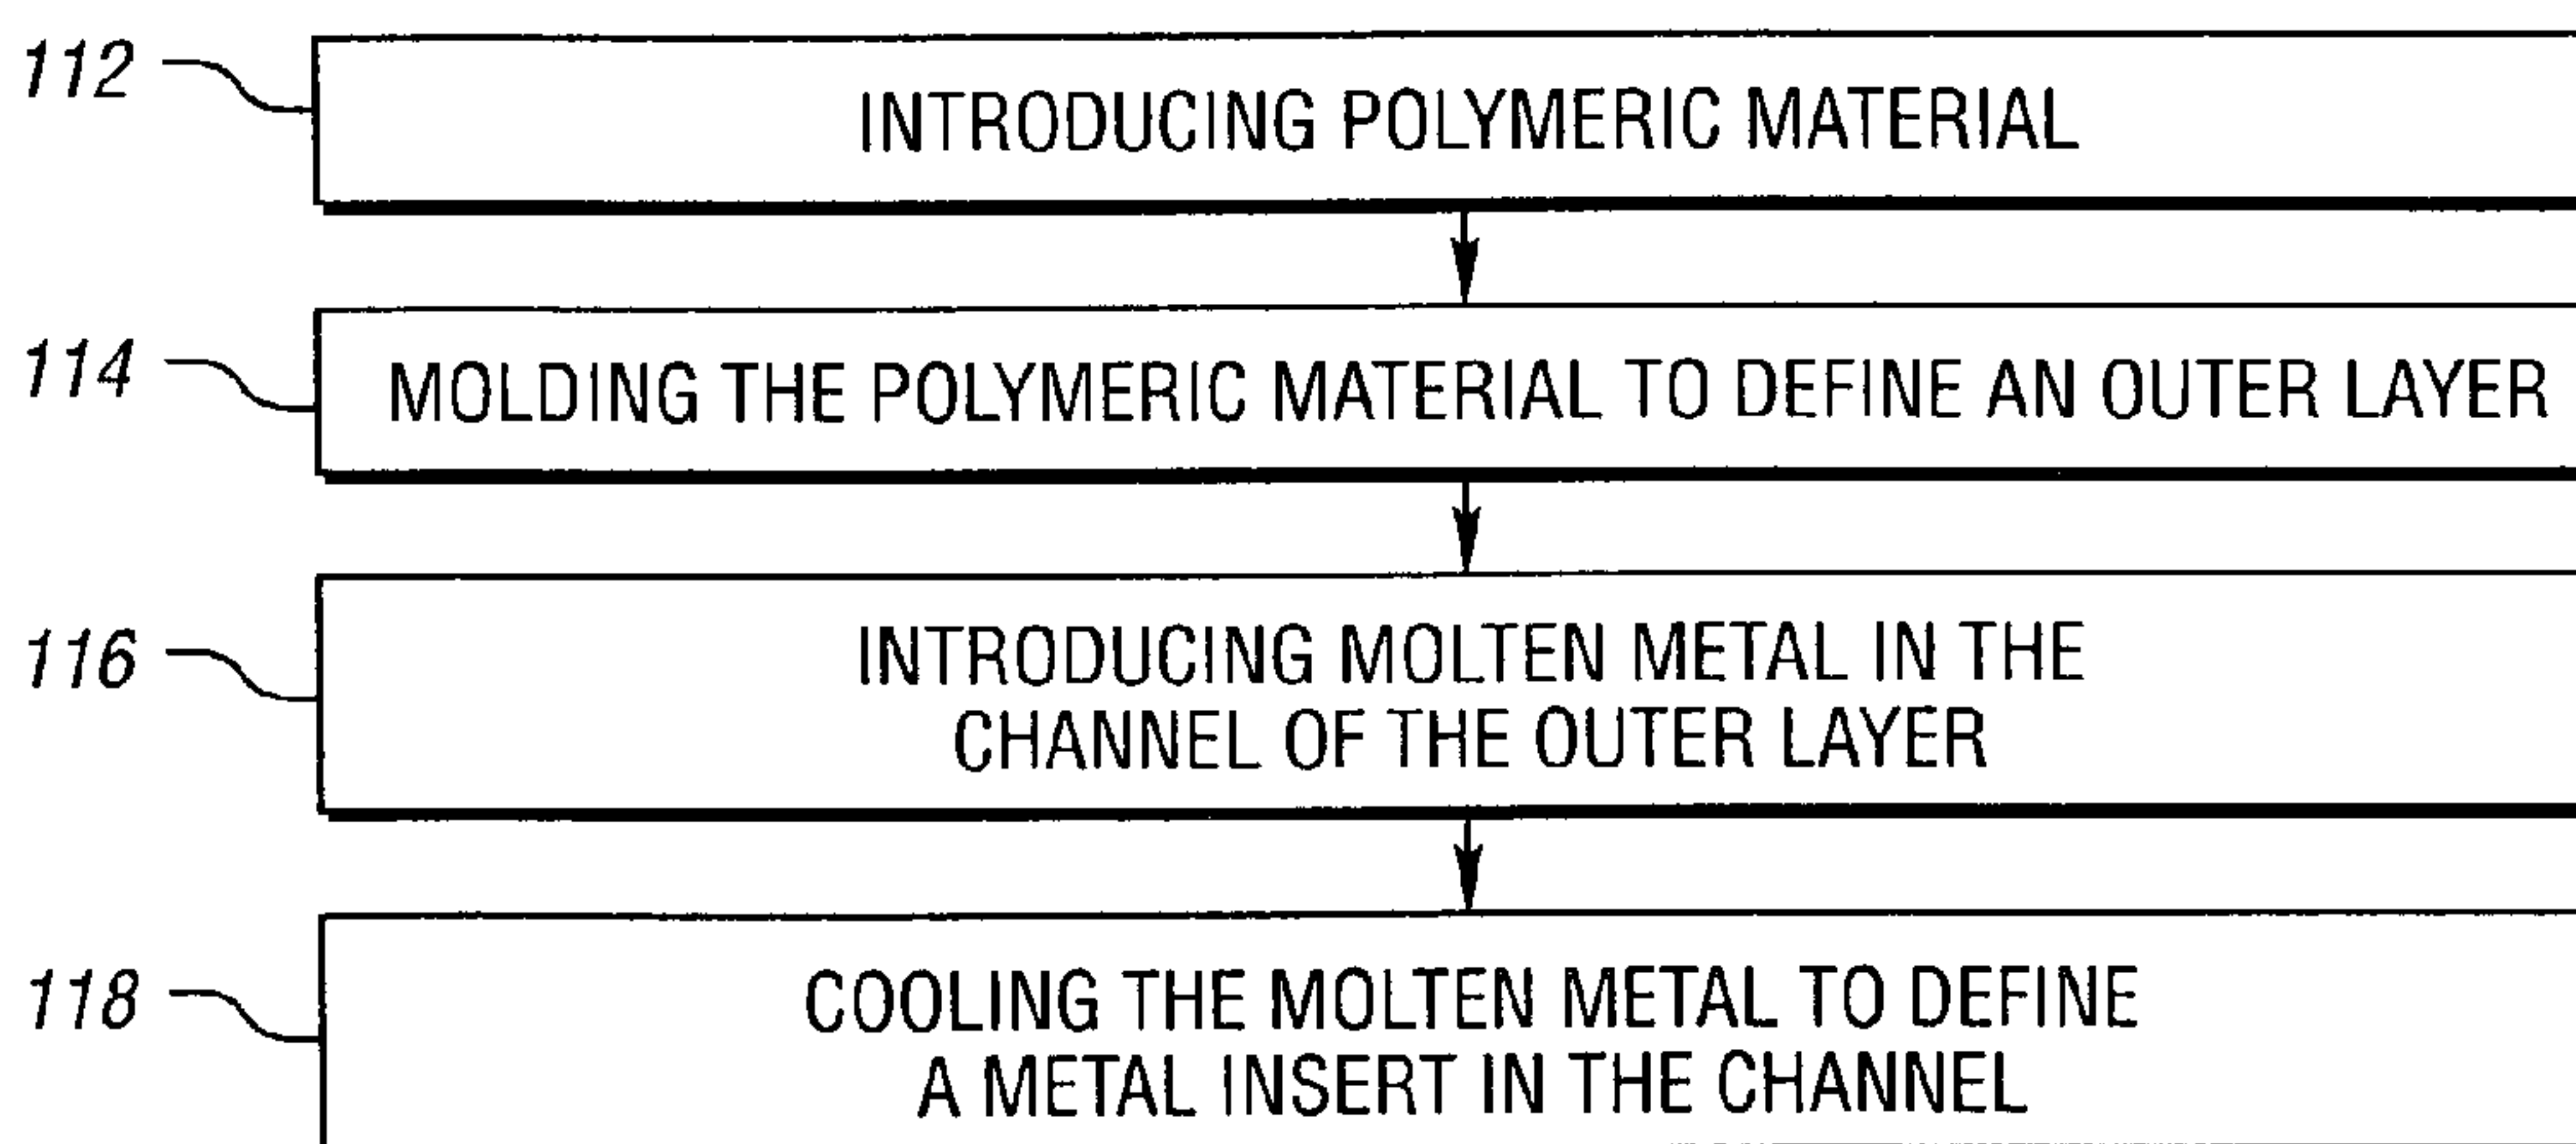 112
INTRODUCING POLYMERIC MATERIAL
114
MOLDING THE POLYMERIC MATERIAL TO DEFINE AN OUTER LAYER
116
INTRODUCING MOLTEN METAL IN THE
CHANNEL OF THE OUTER LAYER
118
COOLING THE MOLTEN METAL TO DEFINE
A METAL INSERT IN THE CHANNEL